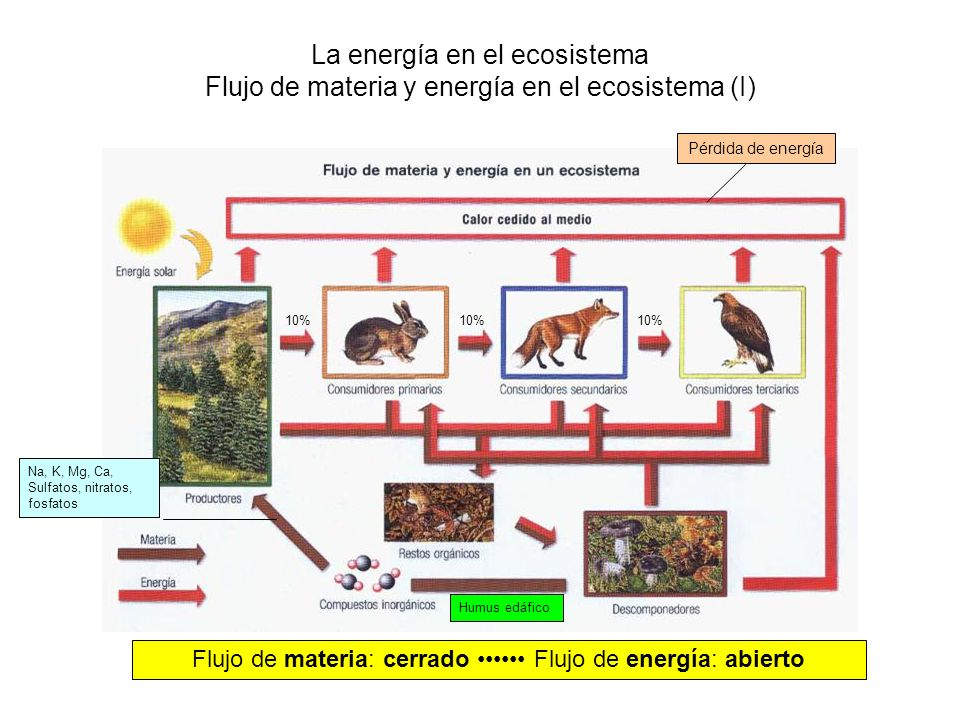 La energía en el ecosistema
Flujo de materia y energía en el ecosistema (I)
Pérdida de energía
Flujo de materia y energía en un ecosistema
Calor cedido al medio
Energía solar
10%
10%
10%
Consumidores primarios
Consumidores secundarios
Consumidores terciarios
Na, K, Mg, Ca,
Sulfatos, nitratos,
fosfatos
Productores
Materia
Restos orgánicos
Energía
Compuestos inorgánicos
Humus edáfico
Descomponedores
Flujo de materia: cerrado •••••• Flujo de energía: abierto